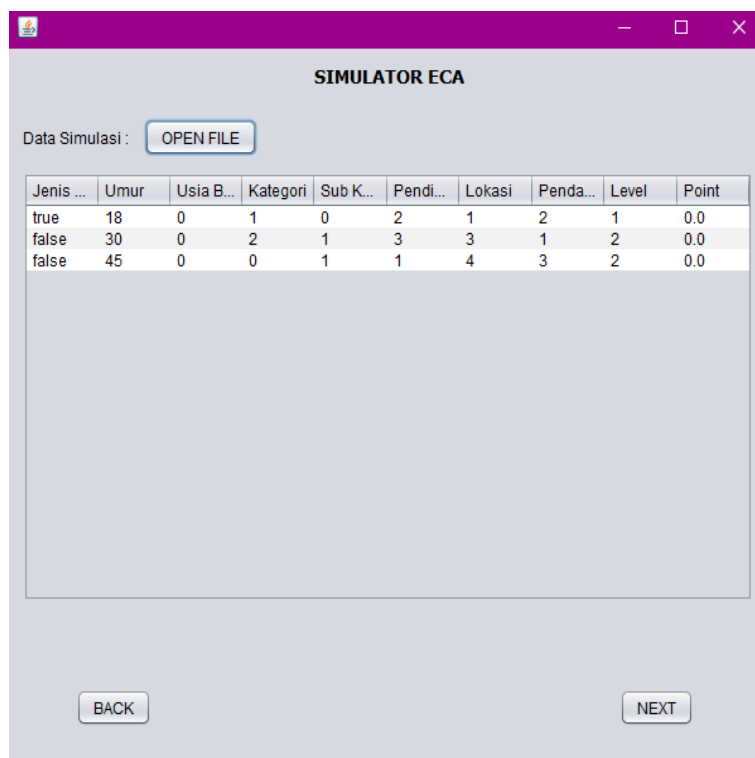 SIMULATOR ECA
Data Simulasi : OPEN FILE
Jenis ... Umur Usia B... Kategori Sub K... Pendi... Lokasi Penda... Level Point
true 18 0 1 0 2 1 2 1 0.0
false 30 0 2 1 3 3 1 2 0.0
false 45 0 0 1 1 4 3 2 0.0
BACK NEXT